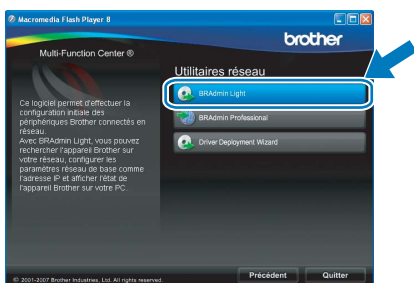 Macromedia Flash Player 8
brother
Multi-Function Center ®
Utilitaires réseau
BRAdmin Light
BRAdmin Professional
Driver Deployment Wizard
Ce logiciel permet d'effectuer la
configuration initiale des
périphériques Brother connectés en
réseau.
Avec BRAdmin Light, vous pouvez
rechercher l'appareil Brother sur
votre réseau, configurer les
paramètres réseau de base comme
l'adresse IP et afficher l'état de
l'appareil Brother sur votre PC.
Précédent
Quitter
© 2001-2007 Brother Industries, Ltd. All rights reserved.